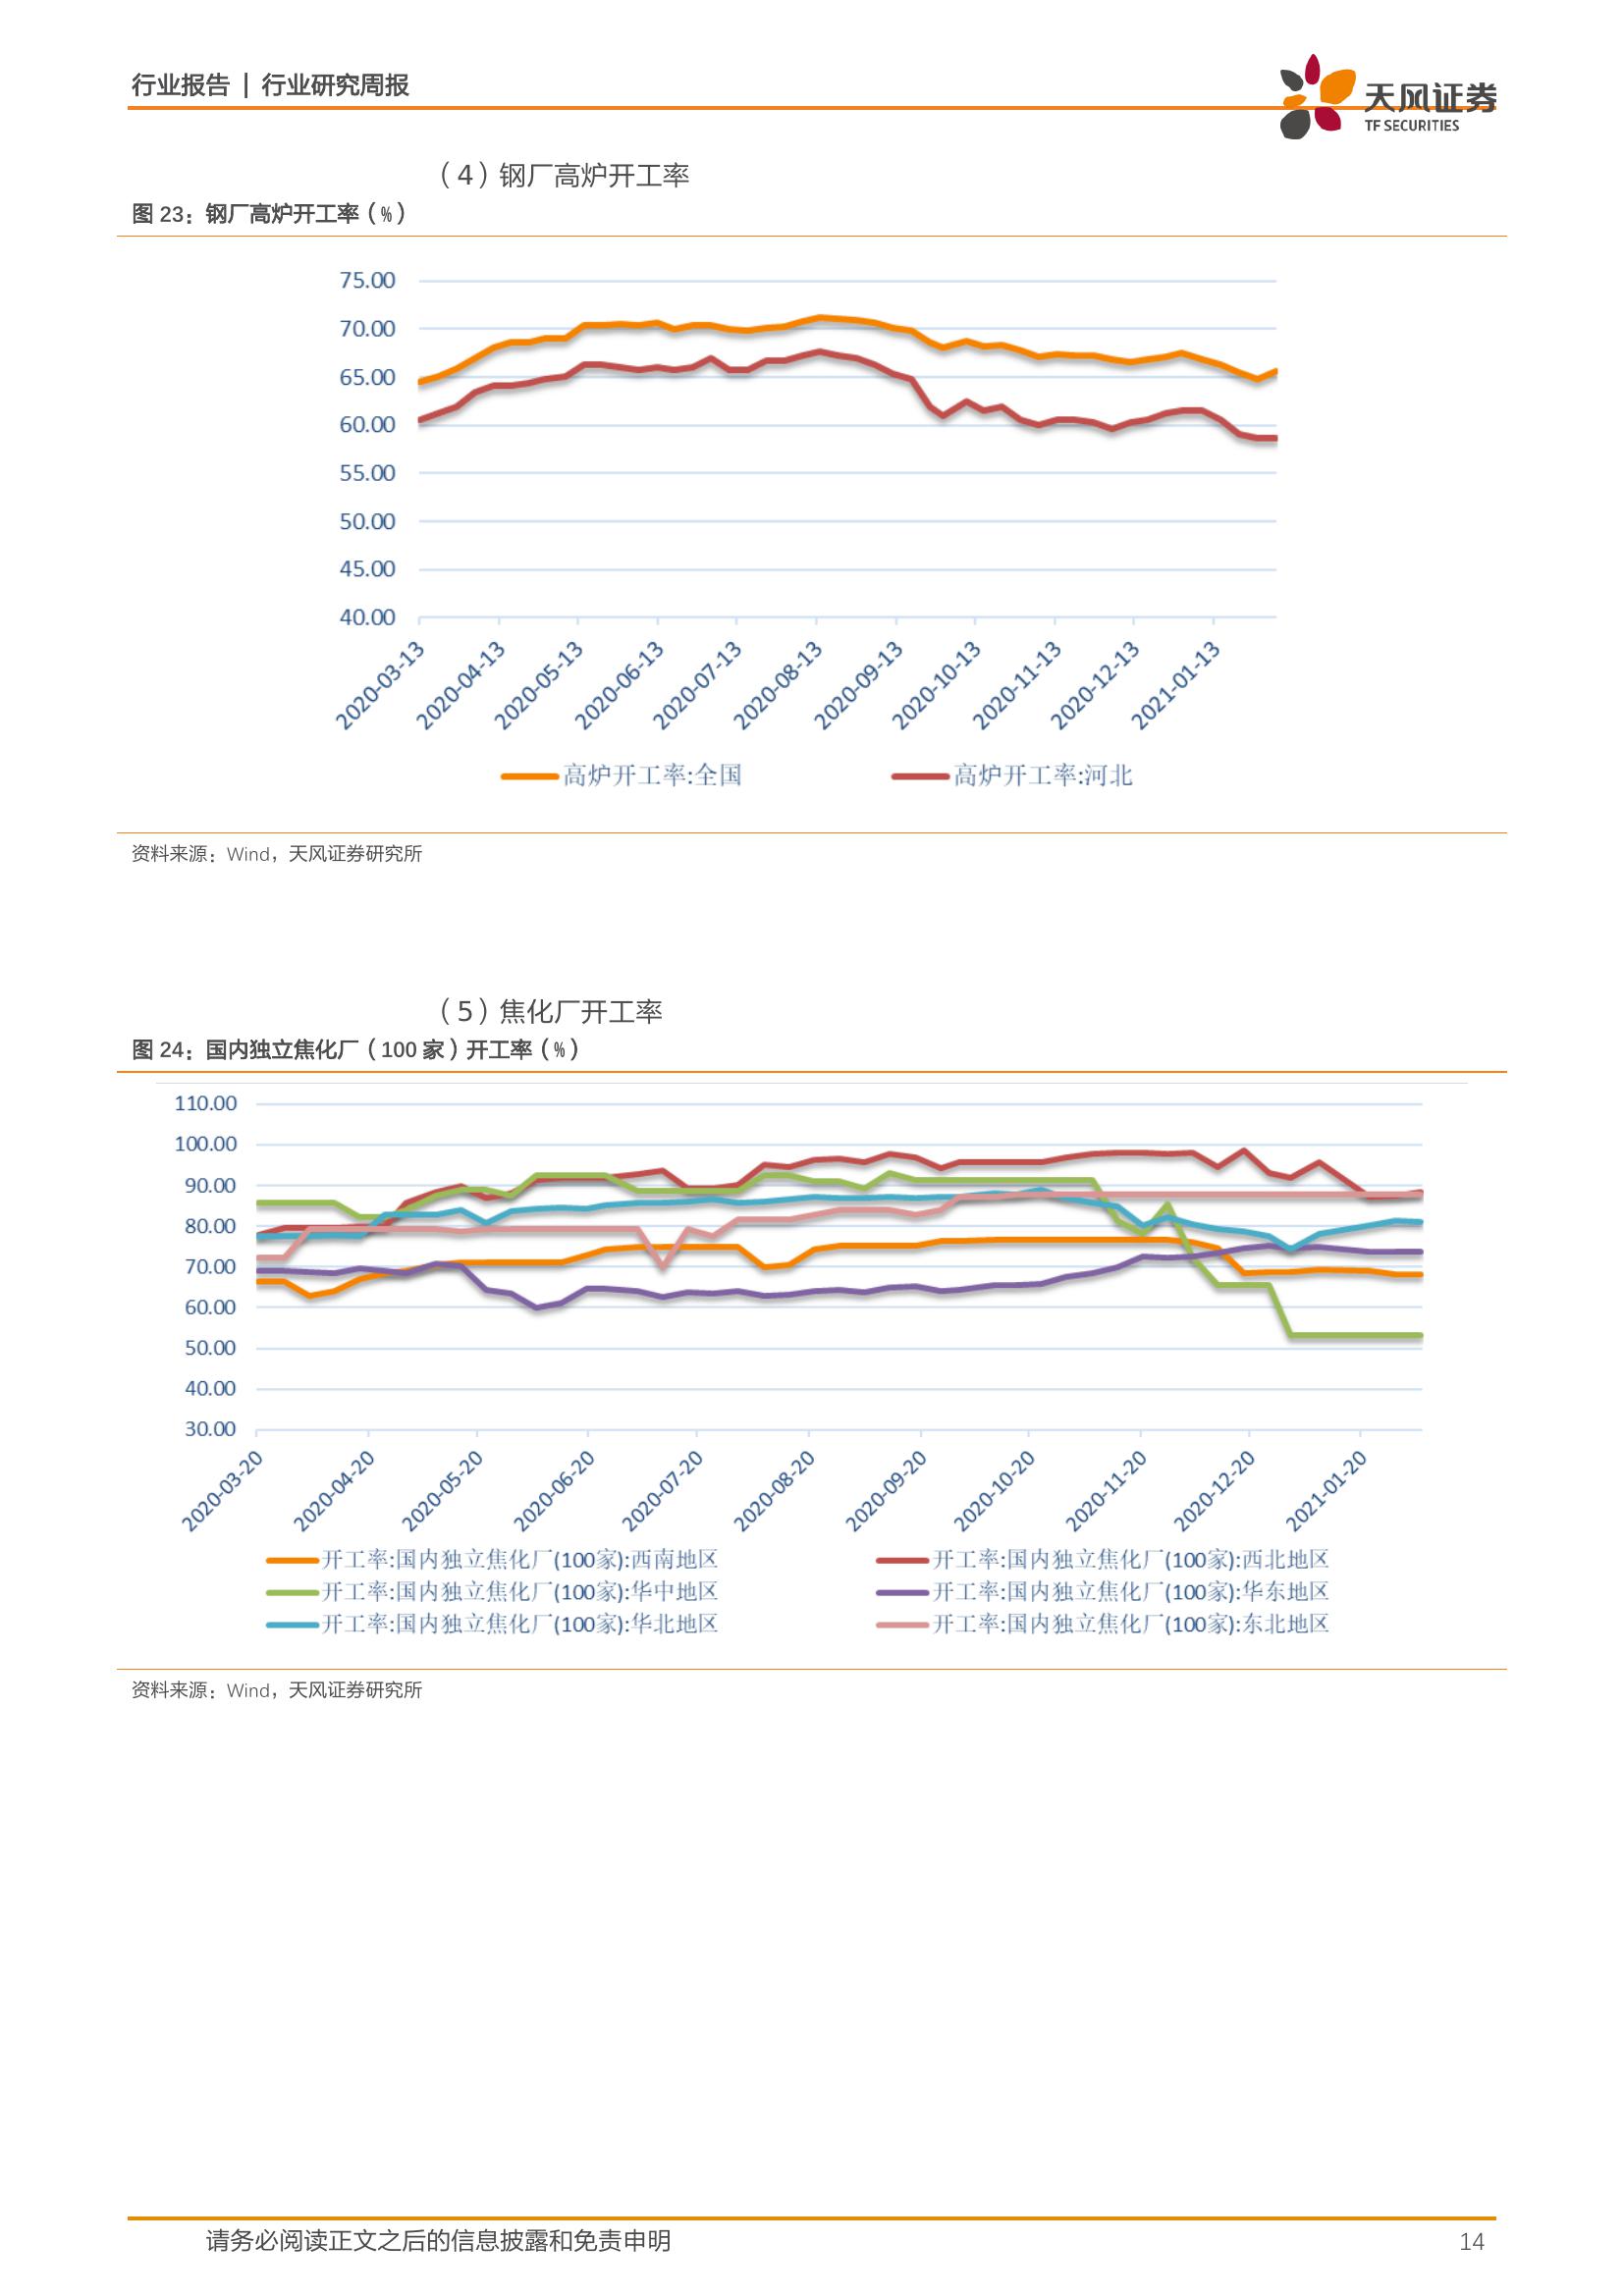 行业报告 | 行业研究周报
天风证券
TF SECURITIES
（4）钢厂高炉开工率
图 23：钢厂高炉开工率（%）
75.00
70.00
65.00
60.00
55.00
50.00
45.00
40.00
2020-03-13
2020-04-13
2020-05-13
2020-06-13
2020-07-13
2020-08-13
2020-09-13
2020-10-13
2020-11-13
2020-12-13
2021-01-13
高炉开工率:全国
高炉开工率:河北
资料来源：Wind，天风证券研究所
（5）焦化厂开工率
图 24：国内独立焦化厂（100 家）开工率（%）
110.00
100.00
90.00
80.00
70.00
60.00
50.00
40.00
30.00
2020-03-20
2020-04-20
2020-05-20
2020-06-20
2020-07-20
2020-08-20
2020-09-20
2020-10-20
2020-11-20
2020-12-20
2021-01-20
开工率:国内独立焦化厂(100家):西南地区
开工率:国内独立焦化厂(100家):西北地区
开工率:国内独立焦化厂(100家):华中地区
开工率:国内独立焦化厂(100家):华东地区
开工率:国内独立焦化厂(100家):华北地区
开工率:国内独立焦化厂(100家):东北地区
资料来源：Wind，天风证券研究所
请务必阅读正文之后的信息披露和免责申明
14